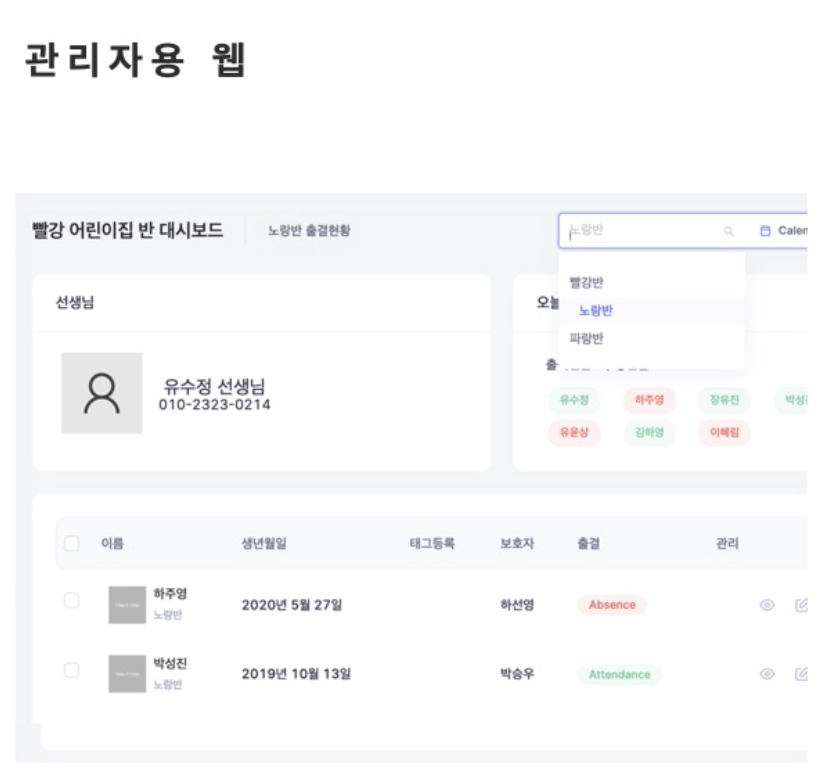 관리자용 웹
빨강 어린이집 반 대시보드
노랑반 출결현황
노랑반
Calen
빨강반
노랑반
파랑반
선생님
오늘
유수정 선생님
010-2323-0214
출
유수정 하주영 장유진 박성진
유윤상 김하영 이혜림
이름 생년월일 태그등록 보호자 출결 관리
하주영
노랑반
2020년 5월 27일 하선영 Absence
박성진
노랑반
2019년 10월 13일 박승우 Attendance